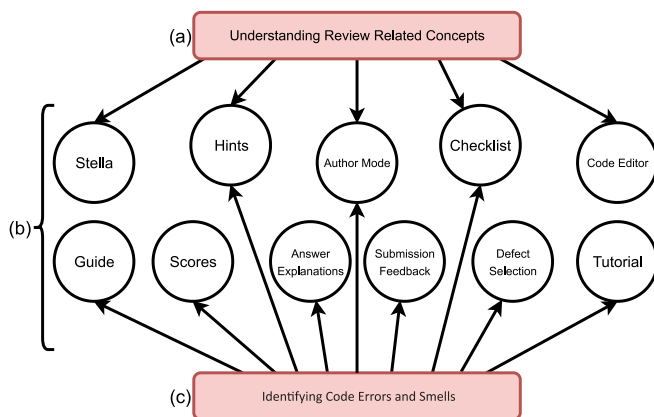 (a) Understanding Review Related Concepts
(b)
Stella
Hints
Author Mode
Checklist
Code Editor
Guide
Scores
Answer
Explanations
Submission
Feedback
Defect
Selection
Tutorial
(c) Identifying Code Errors and Smells